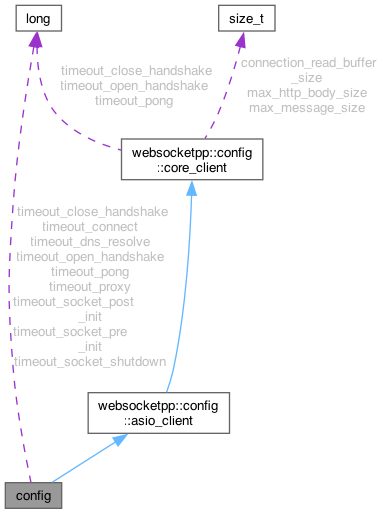 long
size_t
timeout_close_handshake
timeout_open_handshake
timeout_pong
connection_read_buffer
_size
max_http_body_size
max_message_size
websocketpp::config
::core_client
timeout_close_handshake
timeout_connect
timeout_dns_resolve
timeout_open_handshake
timeout_pong
timeout_proxy
timeout_socket_post
_init
timeout_socket_pre
_init
timeout_socket_shutdown
websocketpp::config
::asio_client
config